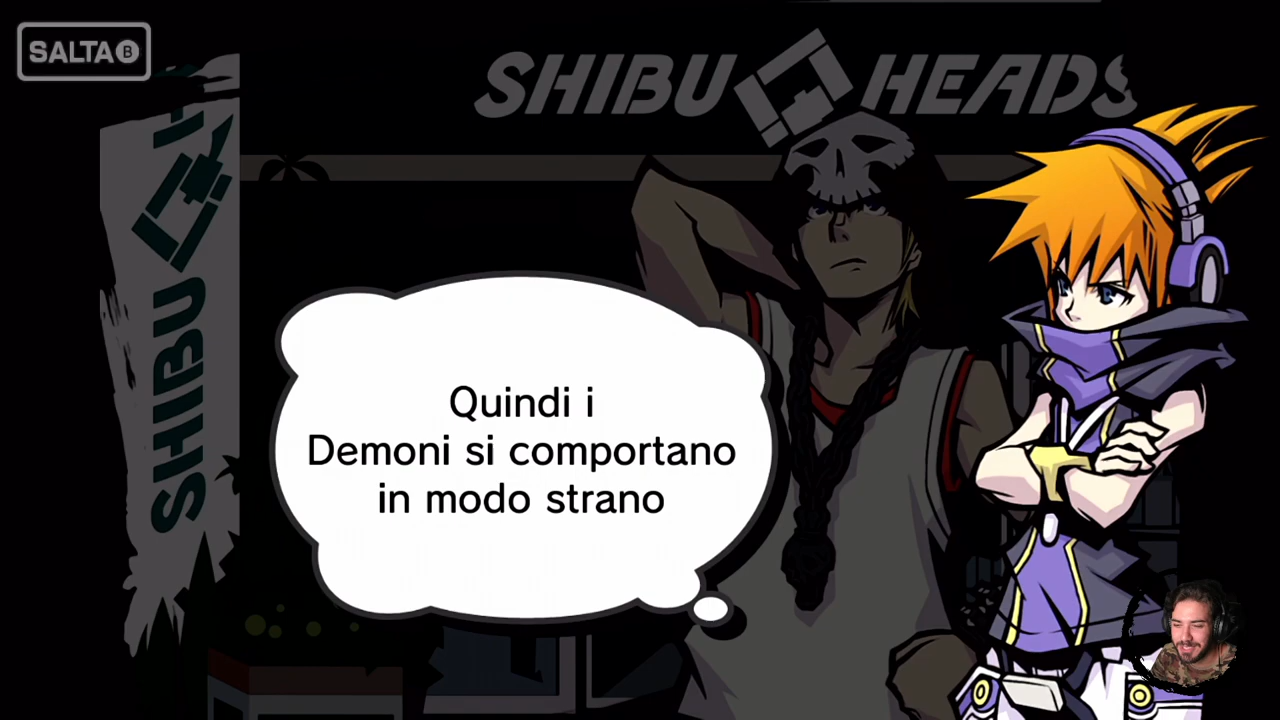 SALTA B
SHIBU HEADS
SHIBU H
Quindi i
Demoni si comportano
in modo strano